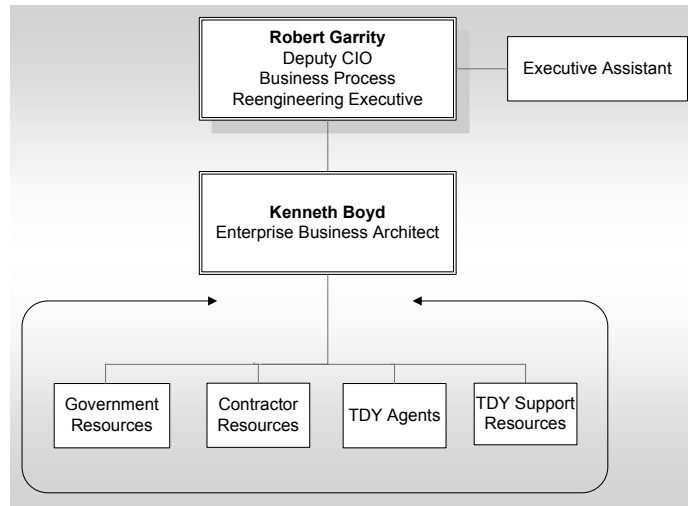 Robert Garrity
Deputy CIO
Business Process
Reengineering Executive
Executive Assistant
Kenneth Boyd
Enterprise Business Architect
Government
Resources
Contractor
Resources
TDY Agents
TDY Support
Resources